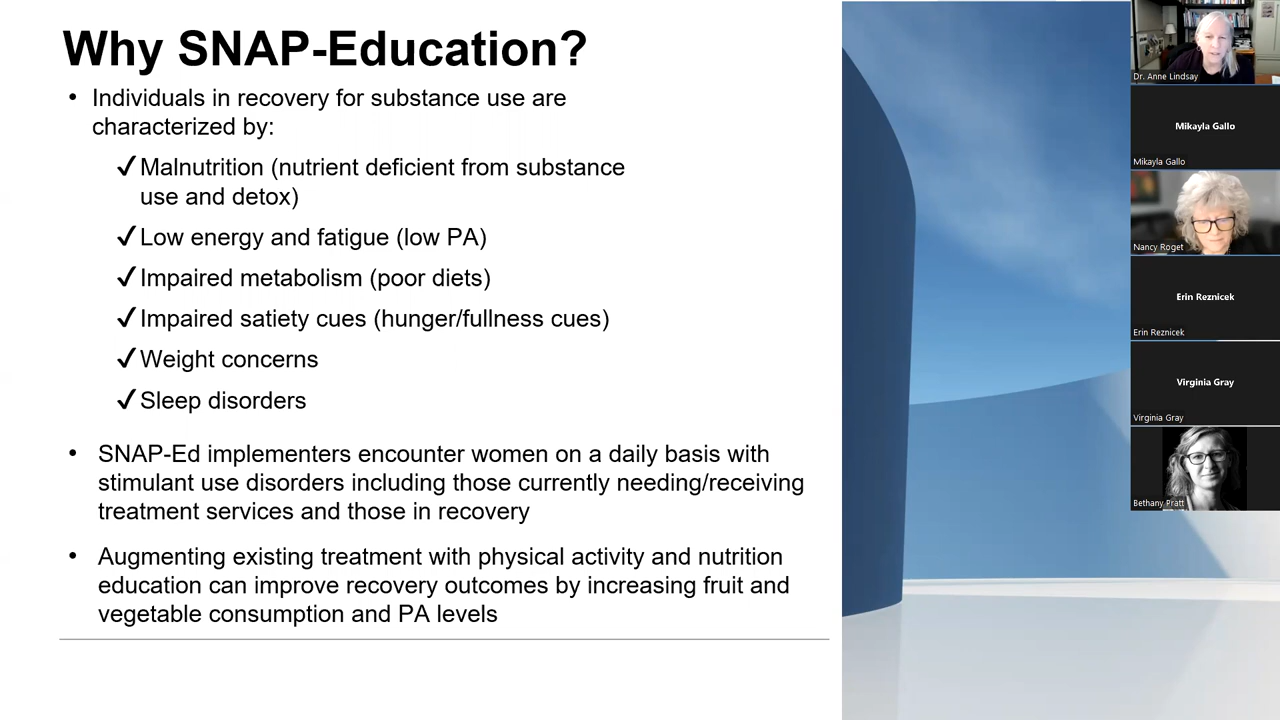 Why SNAP-Education?
• Individuals in recovery for substance use are
characterized by:
✓Malnutrition (nutrient deficient from substance
use and detox)
✓Low energy and fatigue (low PA)
✓Impaired metabolism (poor diets)
✓Impaired satiety cues (hunger/fullness cues)
✓Weight concerns
✓Sleep disorders
• SNAP-Ed implementers encounter women on a daily basis with
stimulant use disorders including those currently needing/receiving
treatment services and those in recovery
• Augmenting existing treatment with physical activity and nutrition
education can improve recovery outcomes by increasing fruit and
vegetable consumption and PA levels
Dr. Anne Lindsay
Mikayla Gallo
Mikayla Gallo
Nancy Roget
Erin Reznicek
Erin Reznicek
Virginia Gray
Virginia Gray
Bethany Pratt